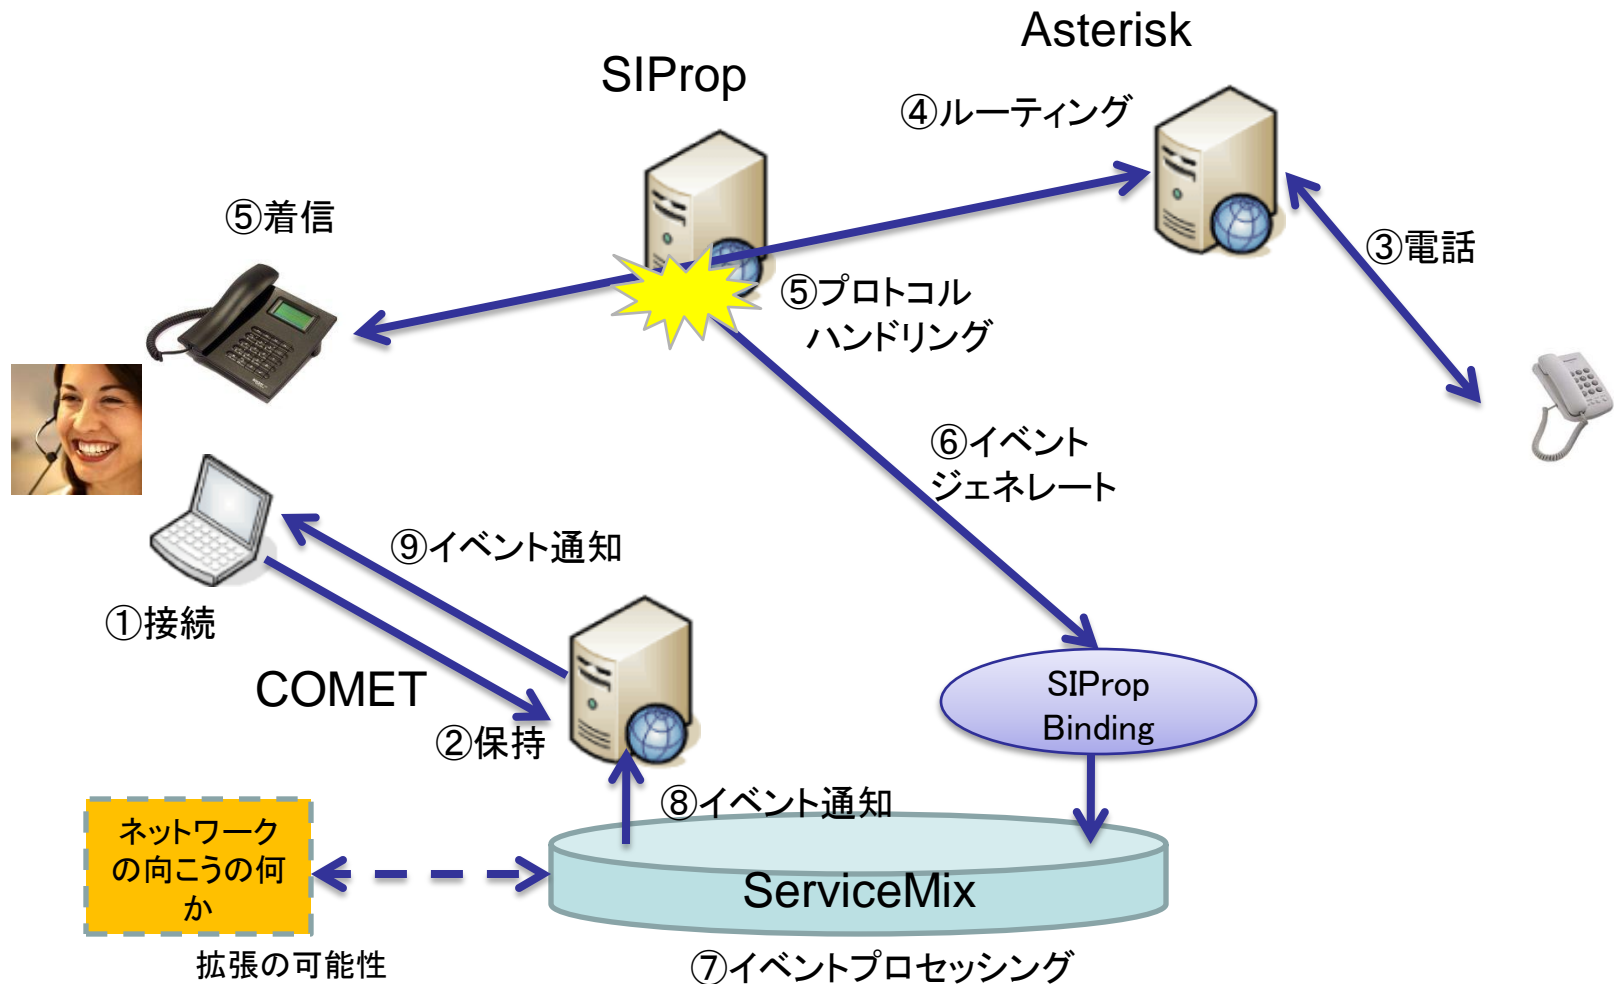 Asterisk
SIProp
④ルーティング
⑤着信
③電話
⑤プロトコル
ハンドリング
⑥イベント
ジェネレート
⑨イベント通知
①接続
COMET
②保持
SIProp
Binding
⑧イベント通知
ネットワーク
の向こうの何
か
ServiceMix
拡張の可能性
⑦イベントプロセッシング